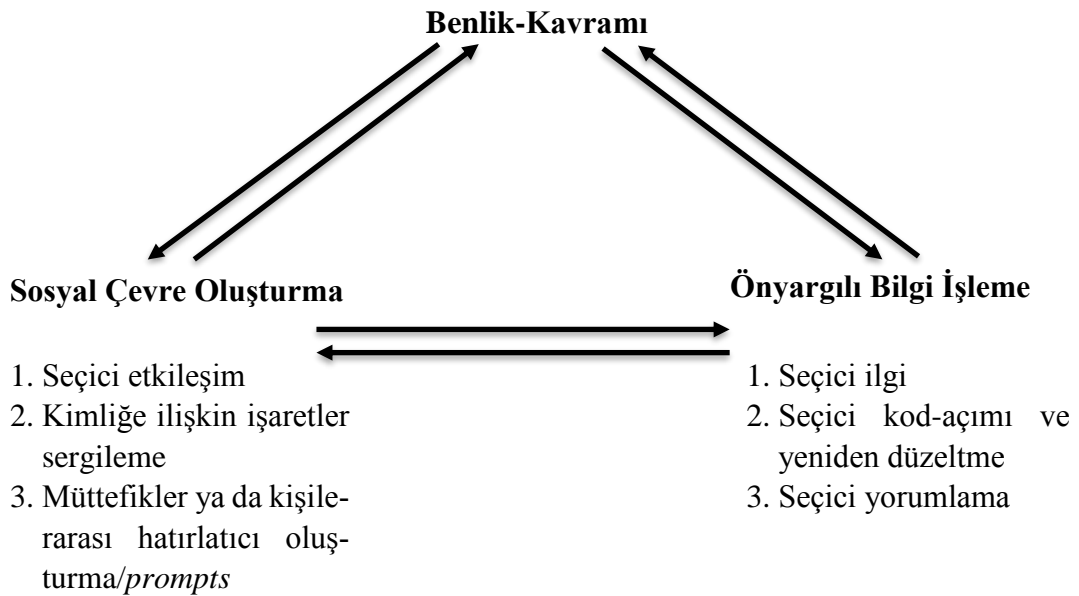 Benlik-Kavramı
Sosyal Çevre Oluşturma
1. Seçici etkileşim
2. Kimliğe ilişkin işaretler
sergileme
3. Müttefikler ya da kişile-
rarası hatırlatıcı oluş-
turma/prompts
Önyargılı Bilgi İşleme
1. Seçici ilgi
2. Seçici kod-açımı ve
yeniden düzeltme
3. Seçici yorumlama